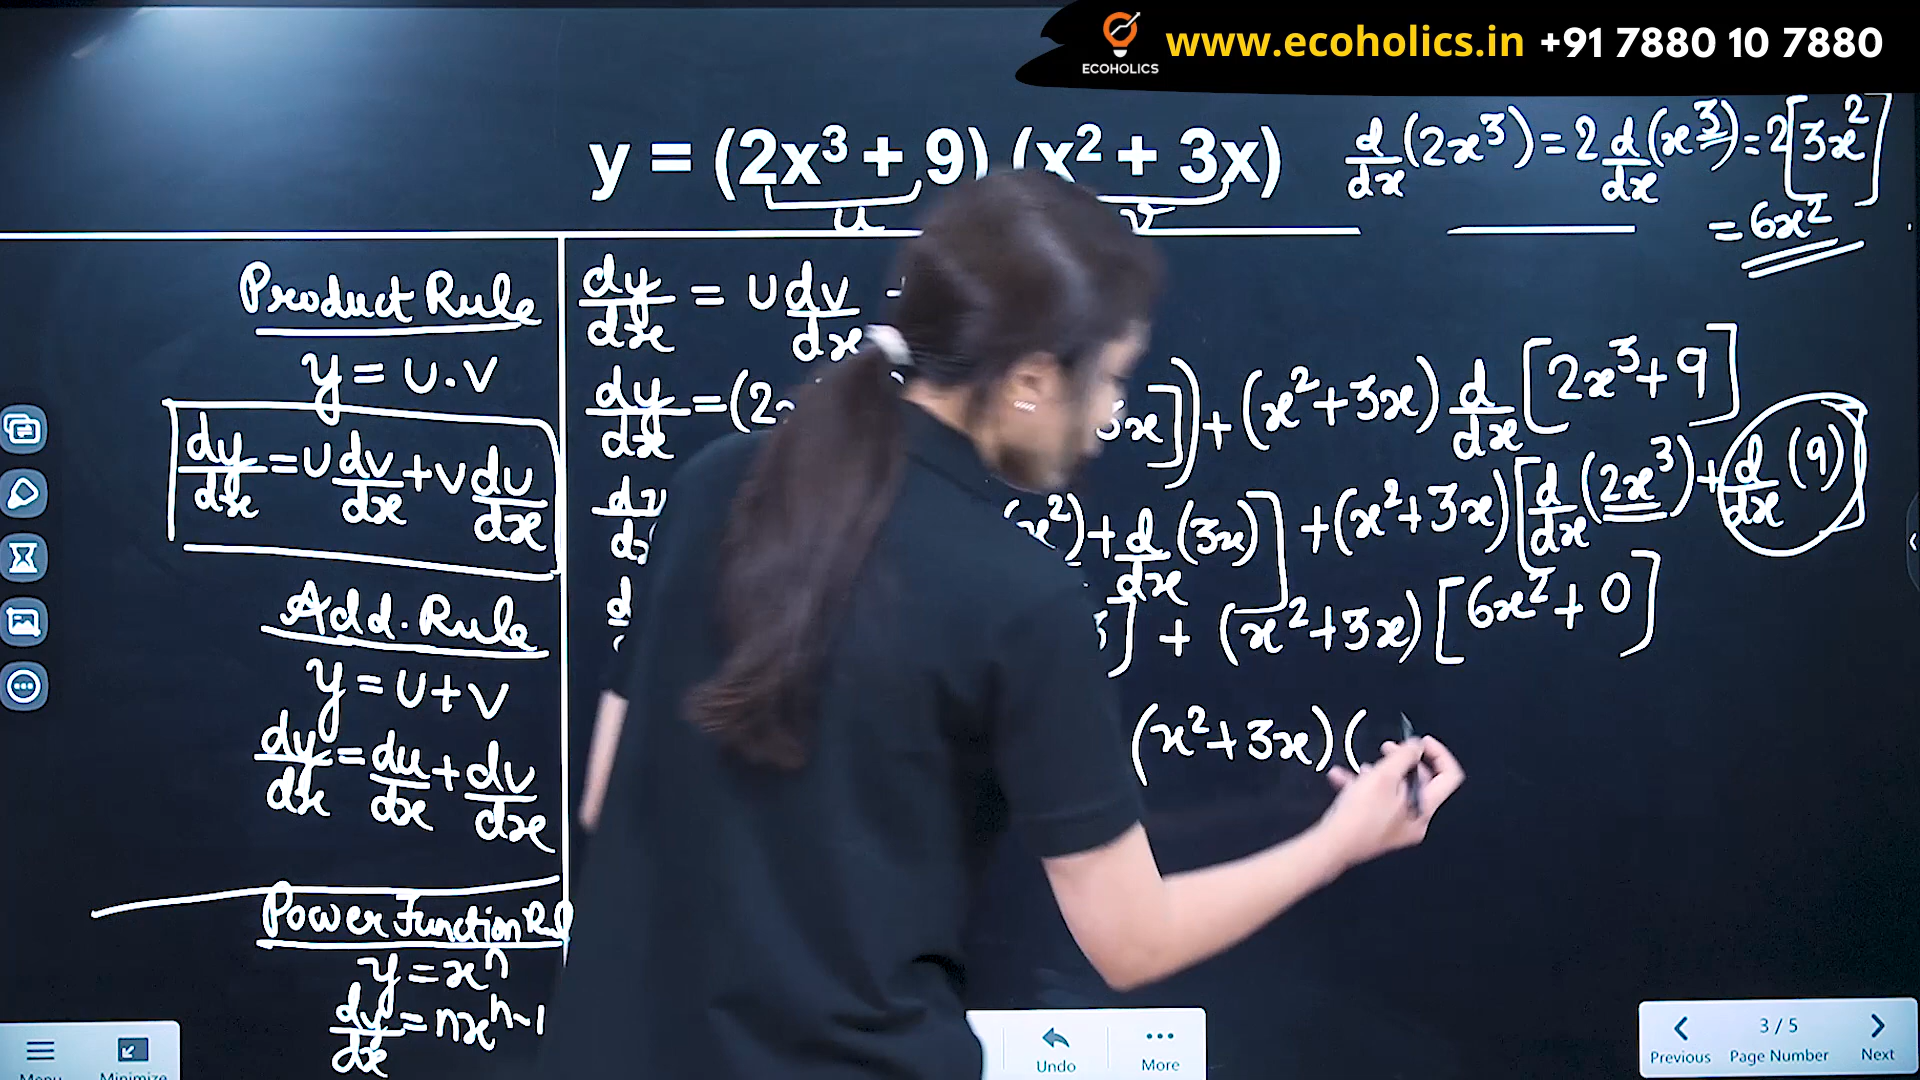 www.ecoholics.in +91 7880 10 7880
ECOHOLICS
y = (2x³ + 9) (x² + 3x)
u v
d/dx (2x³) = 2 d/dx (x³) = 2[3x²]
= 6x²
Product Rule
y = u.v
dy/dx = u dv/dx + v du/dx
Add. Rule
y = u + v
dy/dx = du/dx + dv/dx
Power Function Rul
y = xⁿ
dy/dx = nxⁿ⁻¹
dy/dx = u dv/dx
dy/dx = (2 3x]) + (x² + 3x) d/dx [2x³ + 9]
(x²) + d/dx (3x)] + (x² + 3x) [d/dx (2x³) + d/dx (9)
] + (x² + 3x) [6x² + 0]
(x² + 3x) (
Menu
Minimize
Undo
More
Previous
3 / 5
Page Number
Next